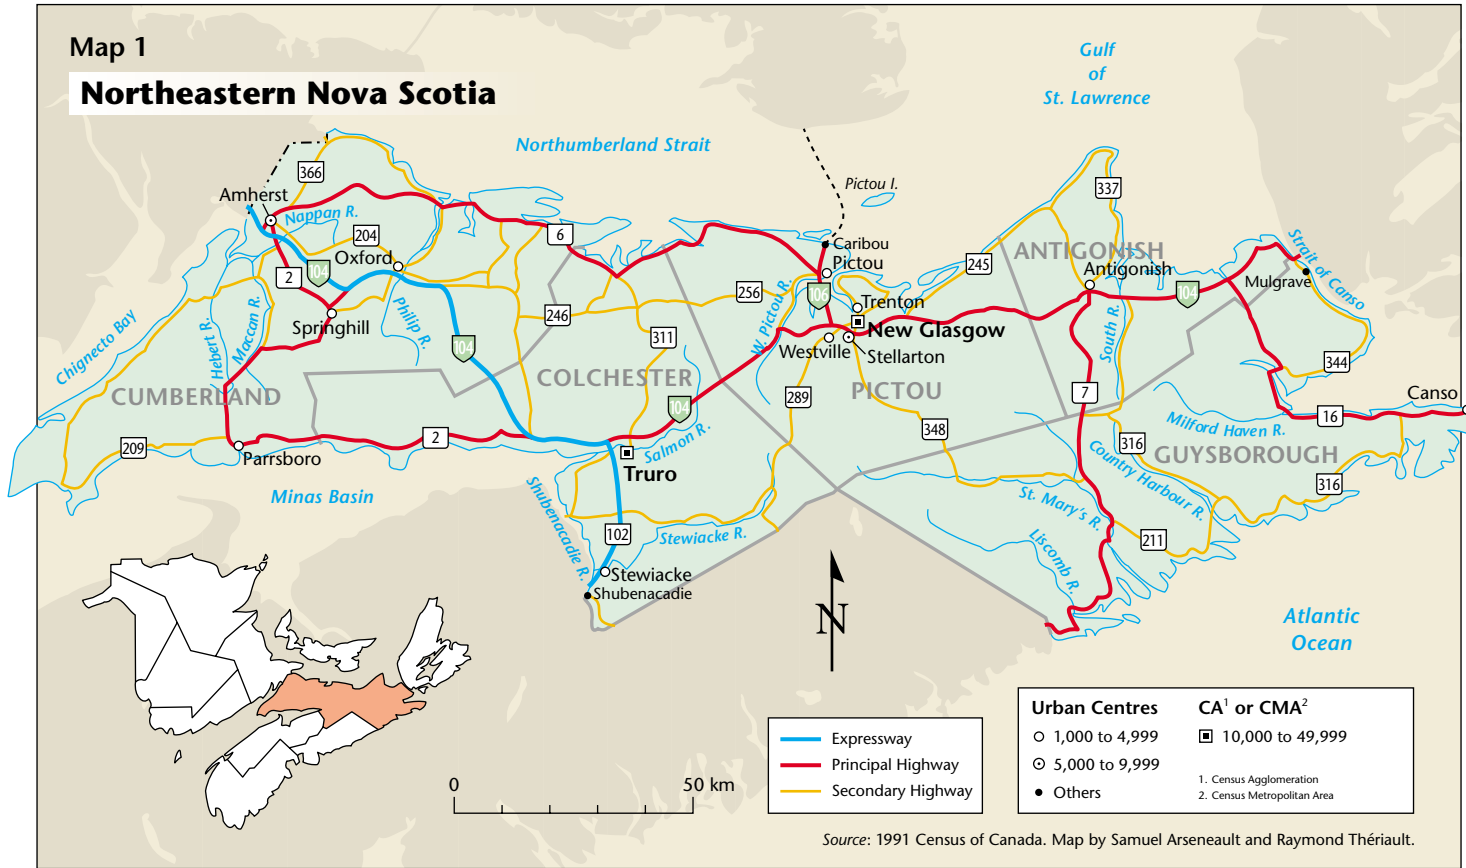 Map 1
Northeastern Nova Scotia
Gulf
of
St. Lawrence
Northumberland Strait
Pictou I.
366
337
Amherst
Nappan R.
204
6
Caribou
ANTIGONISH
Strait of Canso
Oxford
104
2
Pictou
245
Antigonish
Mulgrave
256
106
104
Trenton
W. Pictou R.
Springhill
246
New Glasgow
South R.
Chignecto Bay
Hebert R.
Maccan R.
Philip R.
104
311
Westville
Stellarton
344
CUMBERLAND
COLCHESTER
PICTOU
289
7
Canso
104
16
Milford Haven R.
348
316
209
Parrsboro
2
Salmon R.
GUYSBOROUGH
Truro
Country Harbour R.
316
Minas Basin
Shubenacadie R.
St. Mary's R.
102
Stewiacke R.
211
Liscomb R.
Stewiacke
Shubenacadie
N
Atlantic
Ocean
Expressway
Principal Highway
Secondary Highway
Urban Centres
1,000 to 4,999
5,000 to 9,999
Others
CA1 or CMA2
10,000 to 49,999
1. Census Agglomeration
2. Census Metropolitan Area
0 50 km
Source: 1991 Census of Canada. Map by Samuel Arseneault and Raymond Thériault.